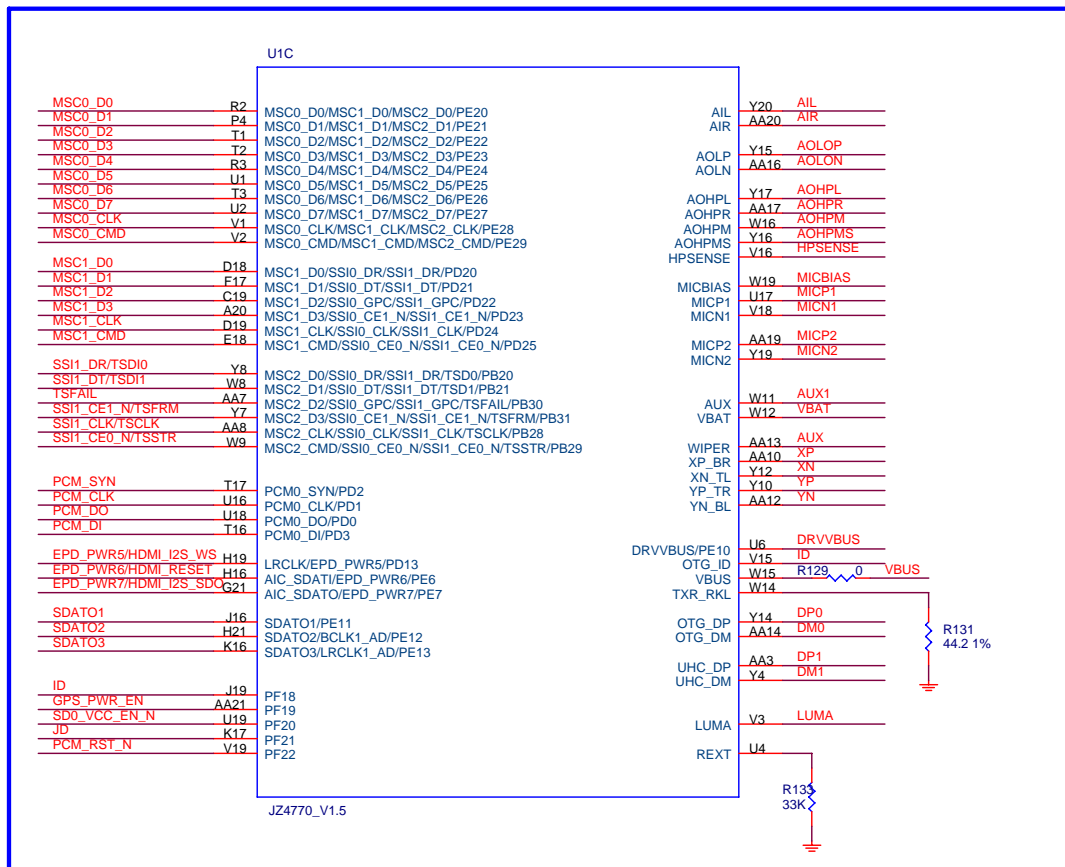 U1C
MSC0_D0 R2 MSC0_D0/MSC1_D0/MSC2_D0/PE20
MSC0_D1 P4 MSC0_D1/MSC1_D1/MSC2_D1/PE21
MSC0_D2 T1 MSC0_D2/MSC1_D2/MSC2_D2/PE22
MSC0_D3 T2 MSC0_D3/MSC1_D3/MSC2_D3/PE23
MSC0_D4 R3 MSC0_D4/MSC1_D4/MSC2_D4/PE24
MSC0_D5 U1 MSC0_D5/MSC1_D5/MSC2_D5/PE25
MSC0_D6 T3 MSC0_D6/MSC1_D6/MSC2_D6/PE26
MSC0_D7 U2 MSC0_D7/MSC1_D7/MSC2_D7/PE27
MSC0_CLK V1 MSC0_CLK/MSC1_CLK/MSC2_CLK/PE28
MSC0_CMD V2 MSC0_CMD/MSC1_CMD/MSC2_CMD/PE29
MSC1_D0 D18 MSC1_D0/SSI0_DR/SSI1_DR/PD20
MSC1_D1 F17 MSC1_D1/SSI0_DT/SSI1_DT/PD21
MSC1_D2 C19 MSC1_D2/SSI0_GPC/SSI1_GPC/PD22
MSC1_D3 A20 MSC1_D3/SSI0_CE1_N/SSI1_CE1_N/PD23
MSC1_CLK D19 MSC1_CLK/SSI0_CLK/SSI1_CLK/PD24
MSC1_CMD E18 MSC1_CMD/SSI0_CE0_N/SSI1_CE0_N/PD25
SSI1_DR/TSDI0 Y8 MSC2_D0/SSI0_DR/SSI1_DR/TSD0/PB20
SSI1_DT/TSDI1 W8 MSC2_D1/SSI0_DT/SSI1_DT/TSD1/PB21
TSFAIL AA7 MSC2_D2/SSI0_GPC/SSI1_GPC/TSFAIL/PB30
SSI1_CE1_N/TSFRM Y7 MSC2_D3/SSI0_CE1_N/SSI1_CE1_N/TSFRM/PB31
SSI1_CLK/TSCLK AA8 MSC2_CLK/SSI0_CLK/SSI1_CLK/TSCLK/PB28
SSI1_CE0_N/TSSTR W9 MSC2_CMD/SSI0_CE0_N/SSI1_CE0_N/TSSTR/PB29
PCM_SYN T17 PCM0_SYN/PD2
PCM_CLK U16 PCM0_CLK/PD1
PCM_DO U18 PCM0_DO/PD0
PCM_DI T16 PCM0_DI/PD3
EPD_PWR5/HDMI_I2S_WS H19 LRCLK/EPD_PWR5/PD13
EPD_PWR6/HDMI_RESET H16 AIC_SDATI/EPD_PWR6/PE6
EPD_PWR7/HDMI_I2S_SDO G21 AIC_SDATO/EPD_PWR7/PE7
SDATO1 J16 SDATO1/PE11
SDATO2 H21 SDATO2/BCLK1_AD/PE12
SDATO3 K16 SDATO3/LRCLK1_AD/PE13
ID J19 PF18
GPS_PWR_EN AA21 PF19
SD0_VCC_EN_N U19 PF20
JD K17 PF21
PCM_RST_N V19 PF22
AIL Y20 AIL
AIR AA20 AIR
AOLP Y15 AOLOP
AOLN AA16 AOLON
AOHPL Y17 AOHPL
AOHPR AA17 AOHPR
AOHPM W16 AOHPM
AOHPMS Y16 AOHPMS
HPSENSE V16 HPSENSE
MICBIAS W19 MICBIAS
MICP1 U17 MICP1
MICN1 V18 MICN1
MICP2 AA19 MICP2
MICN2 Y19 MICN2
AUX W11 AUX1
VBAT W12 VBAT
WIPER AA13 AUX
XP_BR AA10 XP
XN_TL Y12 XN
YP_TR Y10 YP
YN_BL AA12 YN
DRVVBUS/PE10 U6 DRVVBUS
OTG_ID V15 ID
VBUS W15 R129 0 VBUS
TXR_RKL W14
R131
44.2 1%
OTG_DP Y14 DP0
OTG_DM AA14 DM0
UHC_DP AA3 DP1
UHC_DM Y4 DM1
LUMA V3 LUMA
REXT U4
R133
33K
JZ4770_V1.5